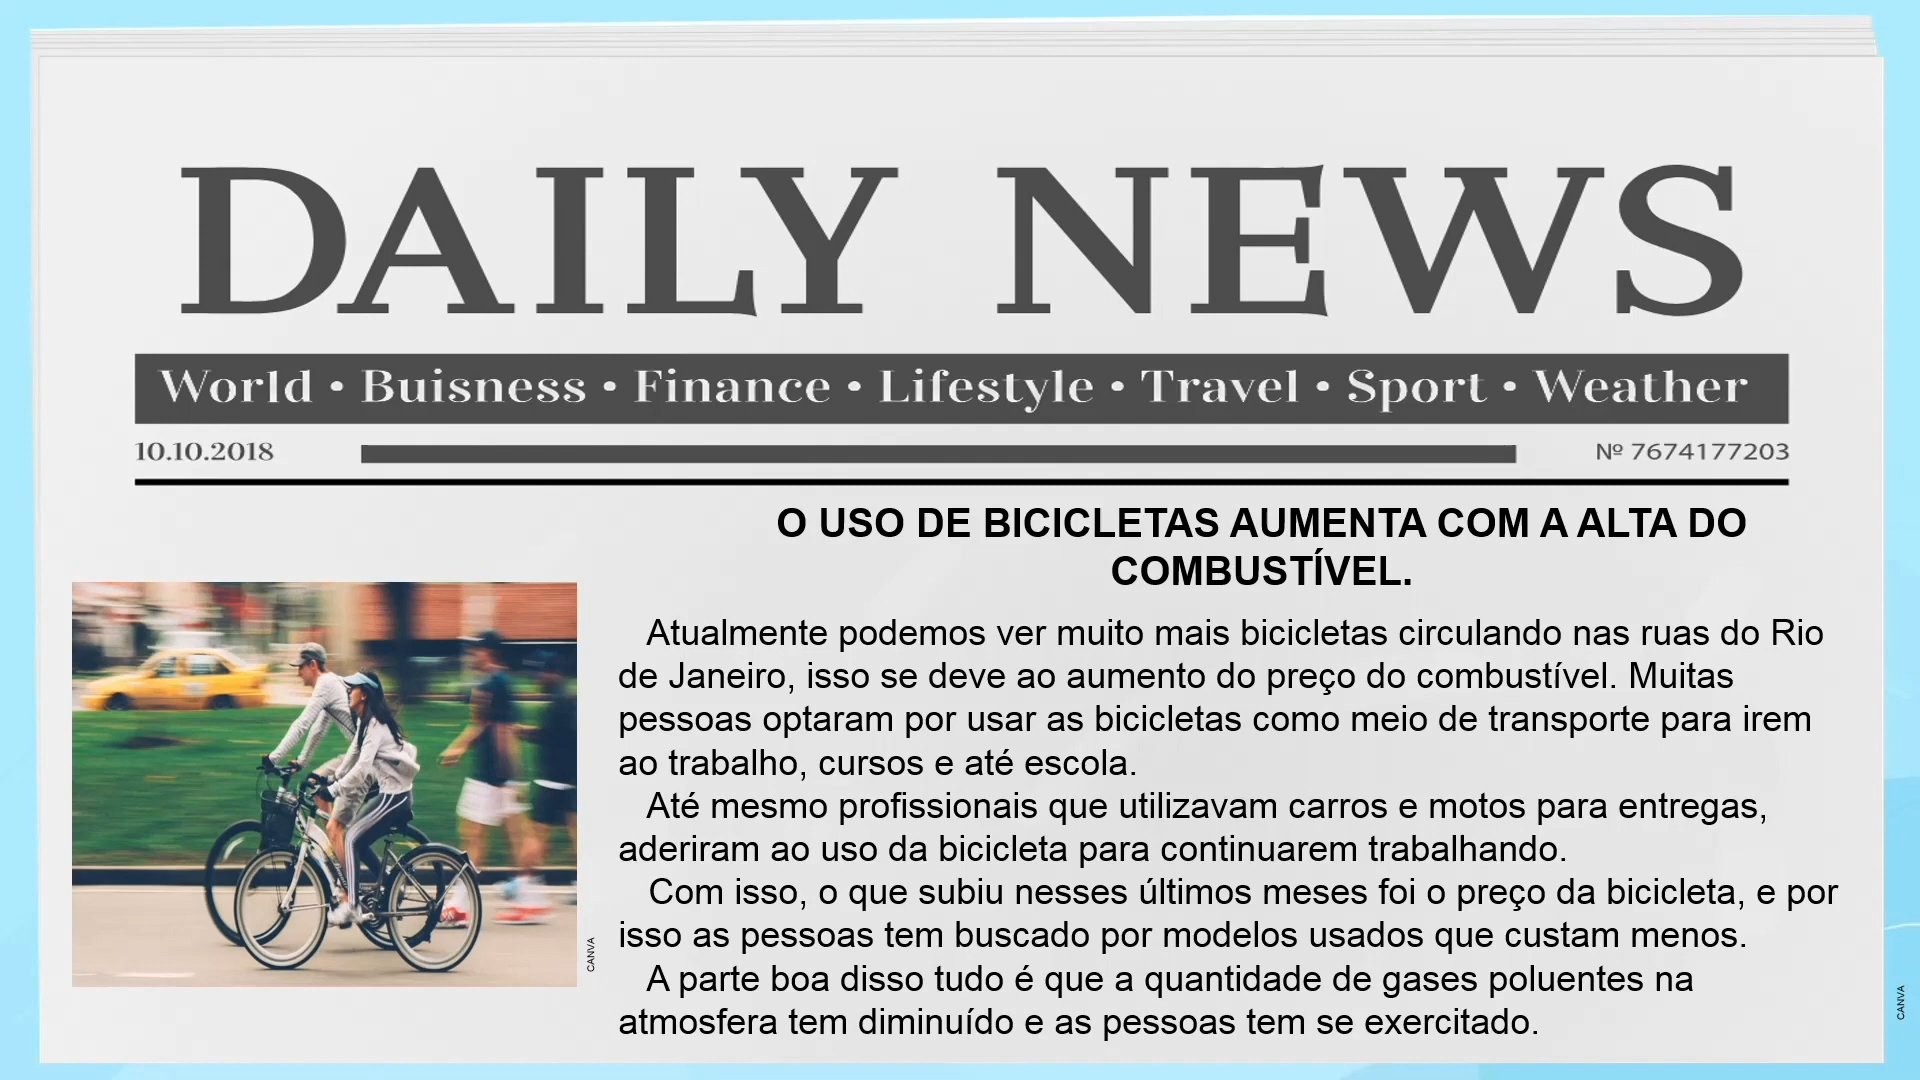 DAILY NEWS
World • Buisness • Finance • Lifestyle • Travel • Sport • Weather
10.10.2018
Nº 7674177203
O USO DE BICICLETAS AUMENTA COM A ALTA DO
COMBUSTÍVEL.
Atualmente podemos ver muito mais bicicletas circulando nas ruas do Rio
de Janeiro, isso se deve ao aumento do preço do combustível. Muitas
pessoas optaram por usar as bicicletas como meio de transporte para irem
ao trabalho, cursos e até escola.
Até mesmo profissionais que utilizavam carros e motos para entregas,
aderiram ao uso da bicicleta para continuarem trabalhando.
Com isso, o que subiu nesses últimos meses foi o preço da bicicleta, e por
isso as pessoas tem buscado por modelos usados que custam menos.
A parte boa disso tudo é que a quantidade de gases poluentes na
atmosfera tem diminuído e as pessoas tem se exercitado.
CANVA
CANVA